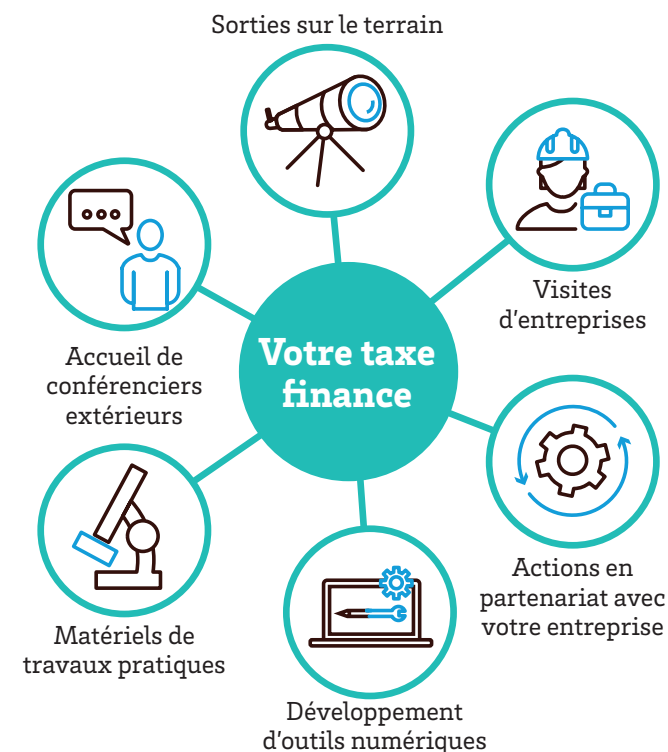 Sorties sur le terrain
Visites
d'entreprises
Votre taxe
finance
Accueil de
conférenciers
extérieurs
Actions en
partenariat avec
votre entreprise
Matériels de
travaux pratiques
Développement
d'outils numériques